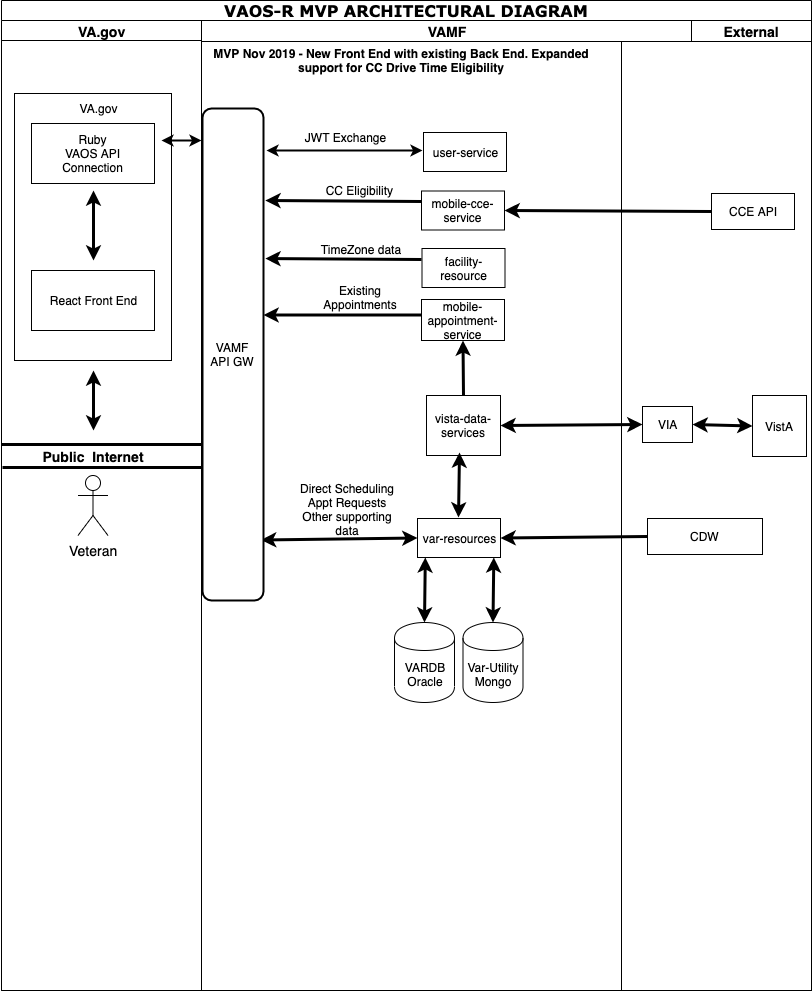 VAOS-R MVP ARCHITECTURAL DIAGRAM
VA.gov
VAMF
External
MVP Nov 2019 - New Front End with existing Back End. Expanded
support for CC Drive Time Eligibility
VA.gov
Ruby
VAOS API
Connection
React Front End
Public Internet
Veteran
VAMF
API GW
JWT Exchange
user-service
CC Eligibility
mobile-cce-
service
CCE API
TimeZone data
facility-
resource
Existing
Appointments
mobile-
appointment-
service
vista-data-
services
VIA
VistA
Direct Scheduling
Appt Requests
Other supporting
data
var-resources
CDW
VARDB
Oracle
Var-Utility
Mongo